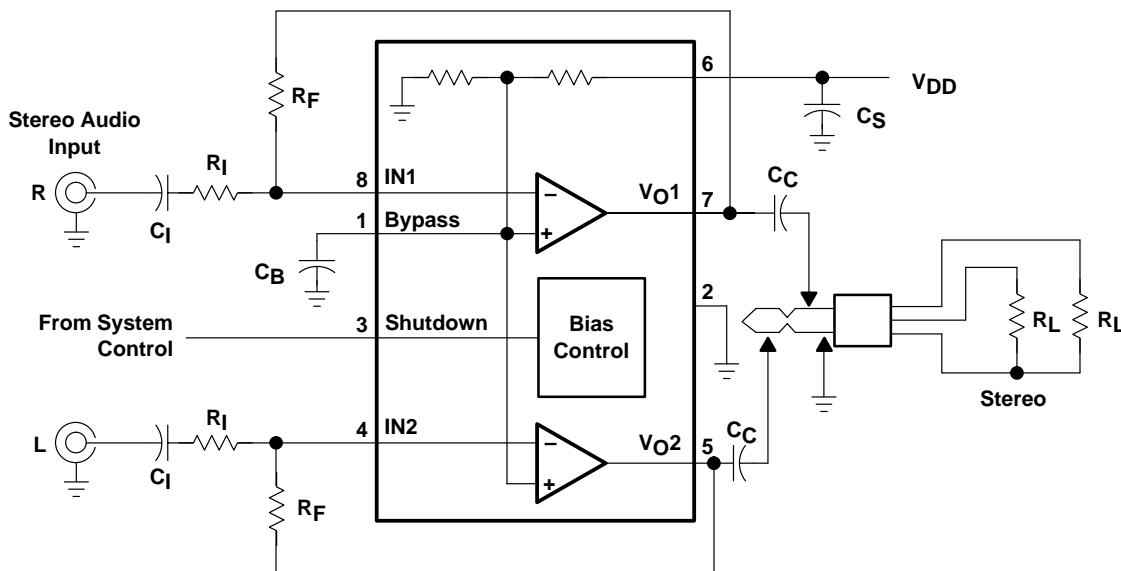 6
VDD
RF
CS
Stereo Audio
Input
RI
R
CI
8
IN1
−
VO1
7
CC
1
Bypass
+
CB
2
3
Shutdown
From System
Control
Bias
Control
RL
RL
Stereo
RI
L
CI
4
IN2
−
VO2
5
CC
+
RF